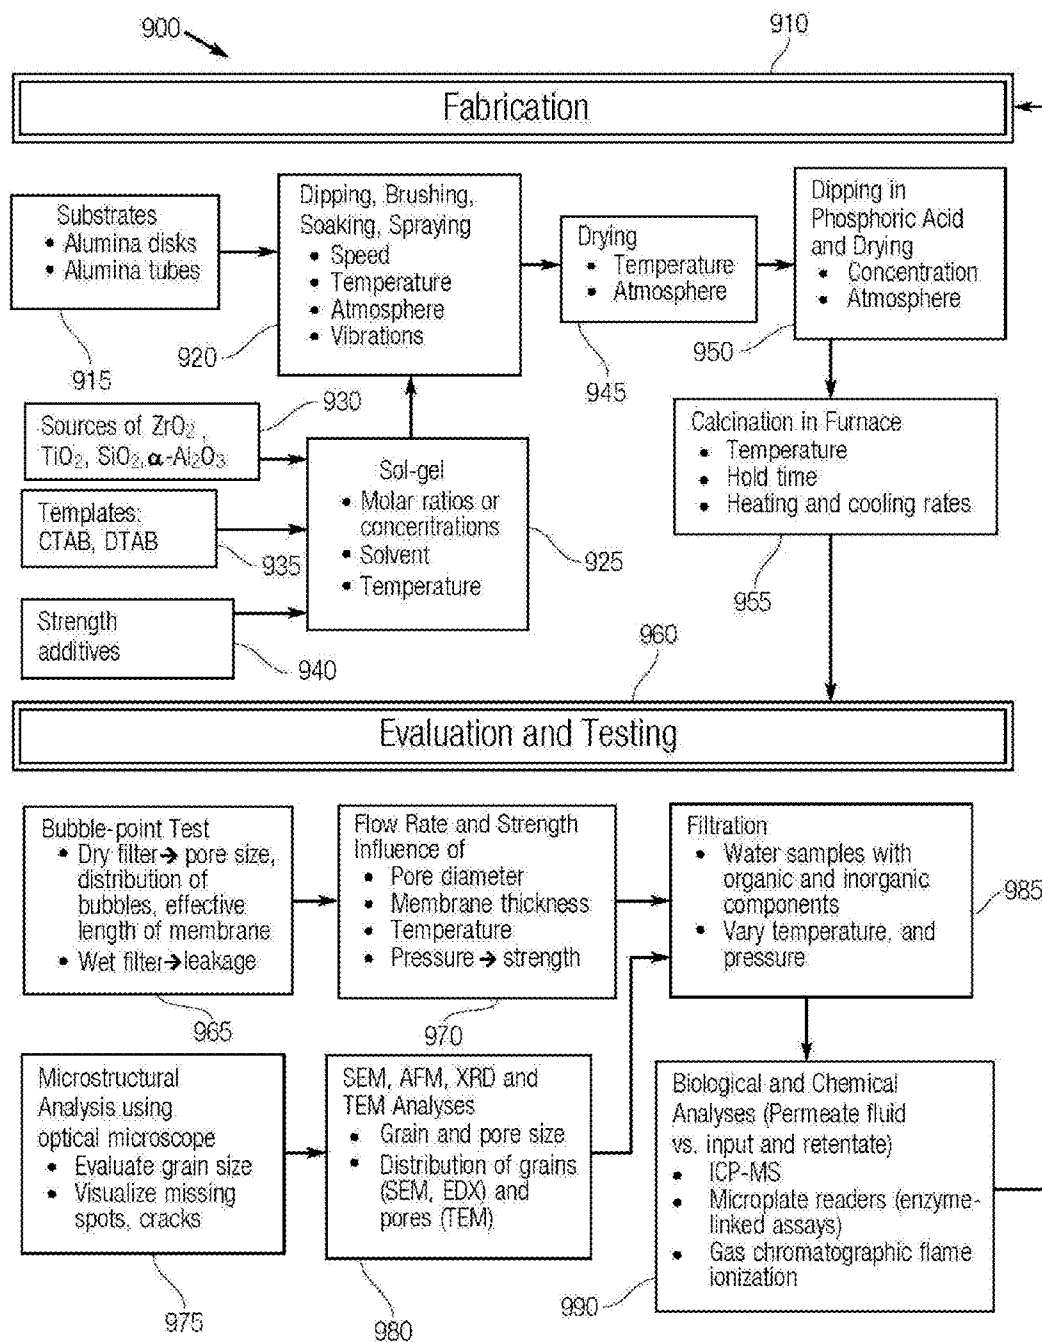 900
910
Fabrication
Substrates
• Alumina disks
• Alumina tubes
915
Dipping, Brushing,
Soaking, Spraying
• Speed
• Temperature
• Atmosphere
• Vibrations
920
Drying
• Temperature
• Atmosphere
945
Dipping in
Phosphoric Acid
and Drying
• Concentration
• Atmosphere
950
930
Sources of ZrO₂ ,
TiO₂, SiO₂,α-Al₂O₃
Templates:
CTAB, DTAB
935
Strength
additives
940
Sol-gel
• Molar ratios or
concentrations
• Solvent
• Temperature
925
Calcination in Furnace
• Temperature
• Hold time
• Heating and cooling rates
955
960
Evaluation and Testing
Bubble-point Test
• Dry filter→ pore size,
distribution of
bubbles, effective
length of membrane
• Wet filter→leakage
965
Flow Rate and Strength
Influence of
• Pore diameter
• Membrane thickness
• Temperature
• Pressure → strength
970
Filtration
• Water samples with
organic and inorganic
components
• Vary temperature, and
pressure
985
Microstructural
Analysis using
optical microscope
• Evaluate grain size
• Visualize missing
spots, cracks
975
SEM, AFM, XRD and
TEM Analyses
• Grain and pore size
• Distribution of grains
(SEM, EDX) and
pores (TEM)
980
Biological and Chemical
Analyses (Permeate fluid
vs. input and retentate)
• ICP-MS
• Microplate readers (enzyme-
linked assays)
• Gas chromatographic flame
ionization
990